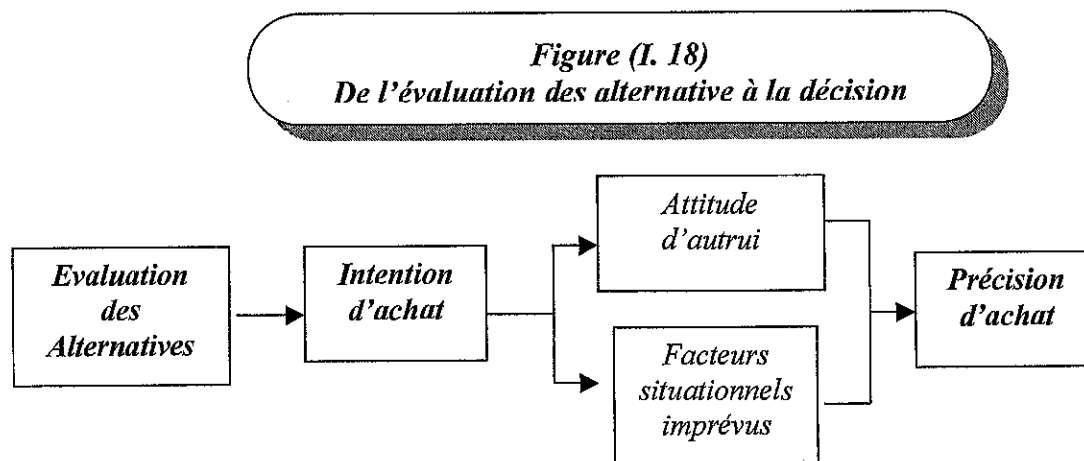 Figure (I. 18)
De l'évaluation des alternative à la décision
Evaluation
des
Alternatives
Intention
d'achat
Attitude
d'autrui
Facteurs
situationnels
imprévus
Précision
d'achat